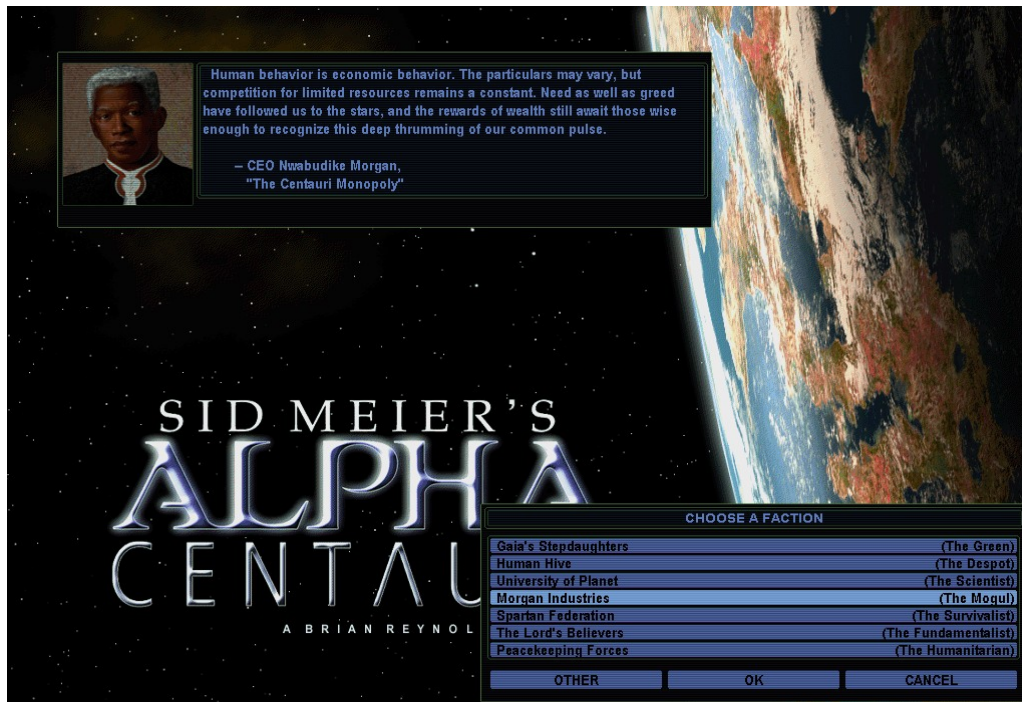 Human behavior is economic behavior. The particulars may vary, but
competition for limited resources remains a constant. Need as well as greed
have followed us to the stars, and the rewards of wealth still await those wise
enough to recognize this deep thrumming of our common pulse.
– CEO Nwabudike Morgan,
"The Centauri Monopoly"
SID MEIER'S
ALPHA
CENTAU
A BRIAN REYNOL
CHOOSE A FACTION
Gaia's Stepdaughters (The Green)
Human Hive (The Despot)
University of Planet (The Scientist)
Morgan Industries (The Mogul)
Spartan Federation (The Survivalist)
The Lord's Believers (The Fundamentalist)
Peacekeeping Forces (The Humanitarian)
OTHER OK CANCEL